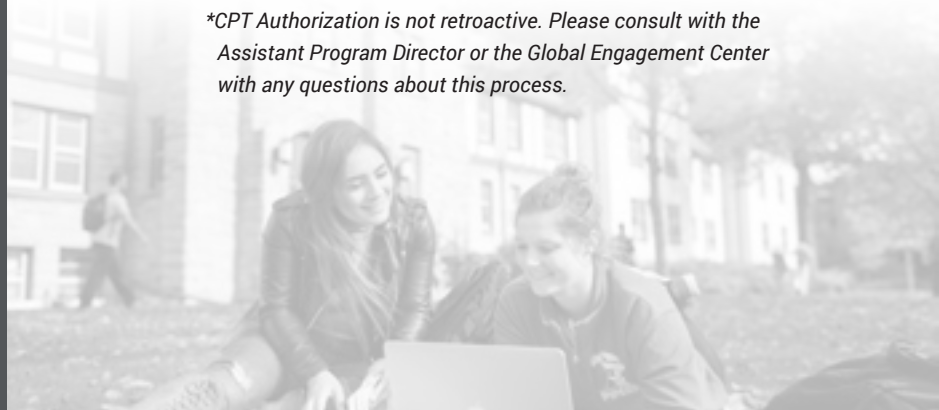 *CPT Authorization is not retroactive. Please consult with the
Assistant Program Director or the Global Engagement Center
with any questions about this process.